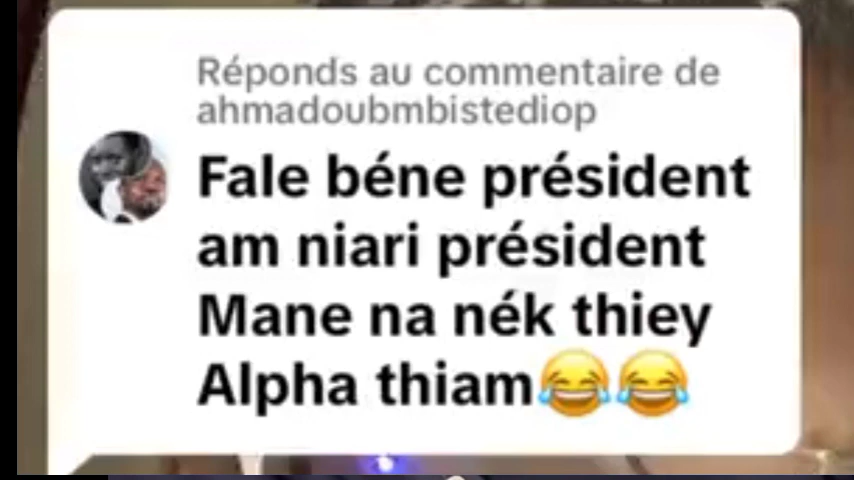 Réponds au commentaire de
ahmadoubmbistediop
Fale béne président
am niari président
Mane na nék thiey
Alpha thiam😂😂